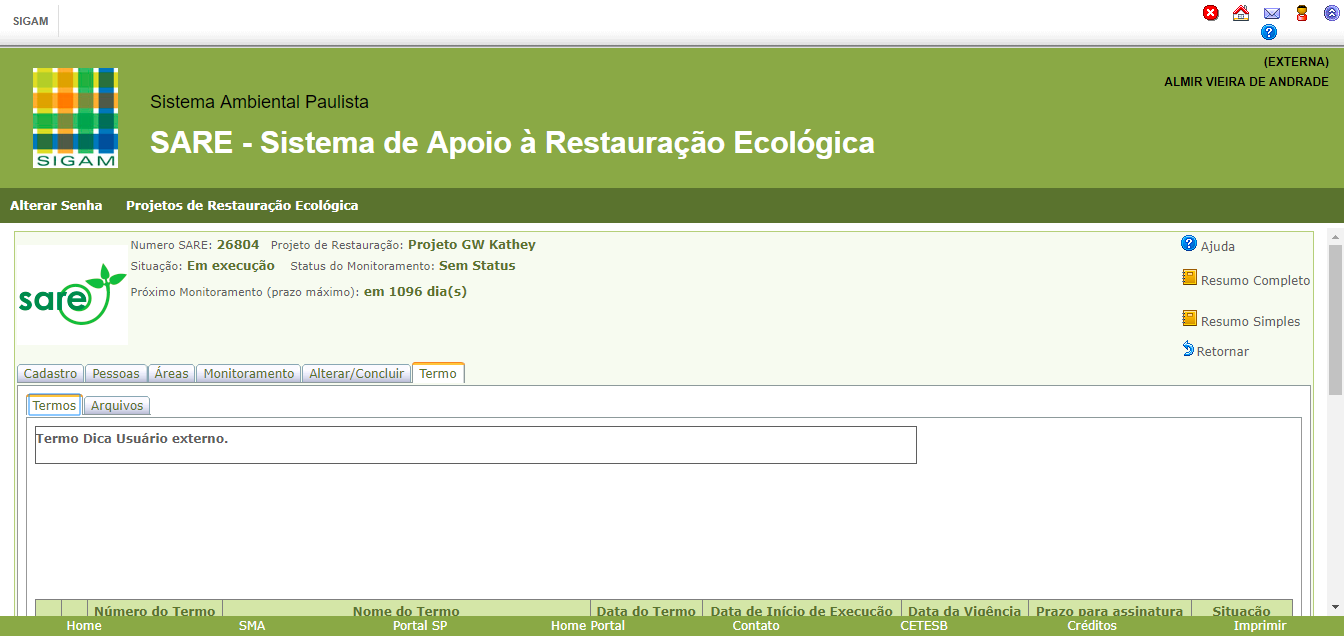 SIGAM
(EXTERNA)
ALMIR VIEIRA DE ANDRADE
SIGAM
Sistema Ambiental Paulista
SARE - Sistema de Apoio à Restauração Ecológica
Alterar Senha Projetos de Restauração Ecológica
sare
Numero SARE: 26804 Projeto de Restauração: Projeto GW Kathey
Situação: Em execução Status do Monitoramento: Sem Status
Próximo Monitoramento (prazo máximo): em 1096 dia(s)
Ajuda
Resumo Completo
Resumo Simples
Retornar
Cadastro Pessoas Áreas Monitoramento Alterar/Concluir Termo
Termos Arquivos
Termo Dica Usuário externo.
Número do Termo Nome do Termo Data do Termo Data de Início de Execução Data da Vigência Prazo para assinatura Situação
Home SMA Portal SP Home Portal Contato CETESB Créditos Imprimir